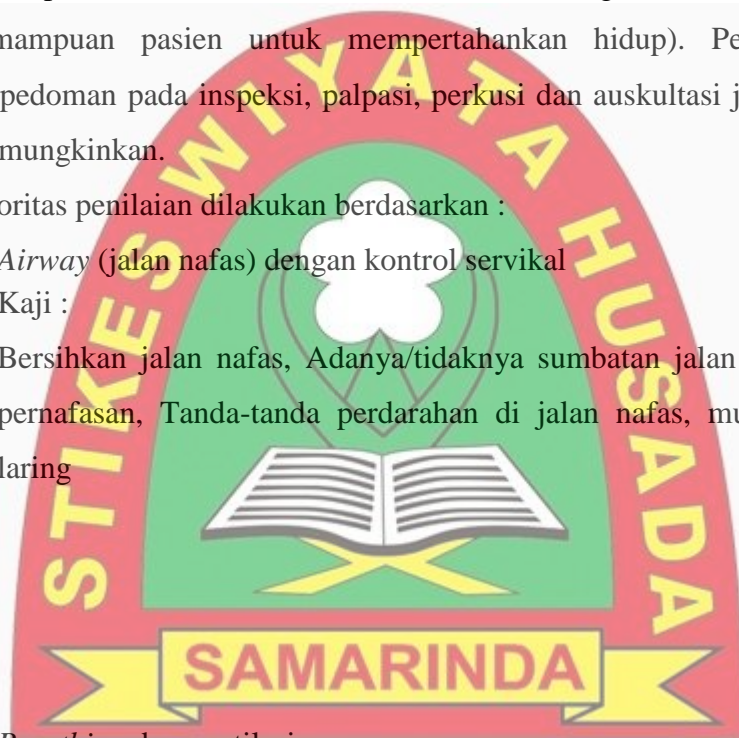 mampuan pasien untuk mempertahankan hidup). Pe
pedoman pada inspeksi, palpasi, perkusi dan auskultasi j
mungkinkan.
oritas penilaian dilakukan berdasarkan :
Airway (jalan nafas) dengan kontrol servikal
Kaji :
Bersihkan jalan nafas, Adanya/tidaknya sumbatan jalan
pernafasan, Tanda-tanda perdarahan di jalan nafas, mu
laring
STIKES WIYATA HUSADA
SAMARINDA